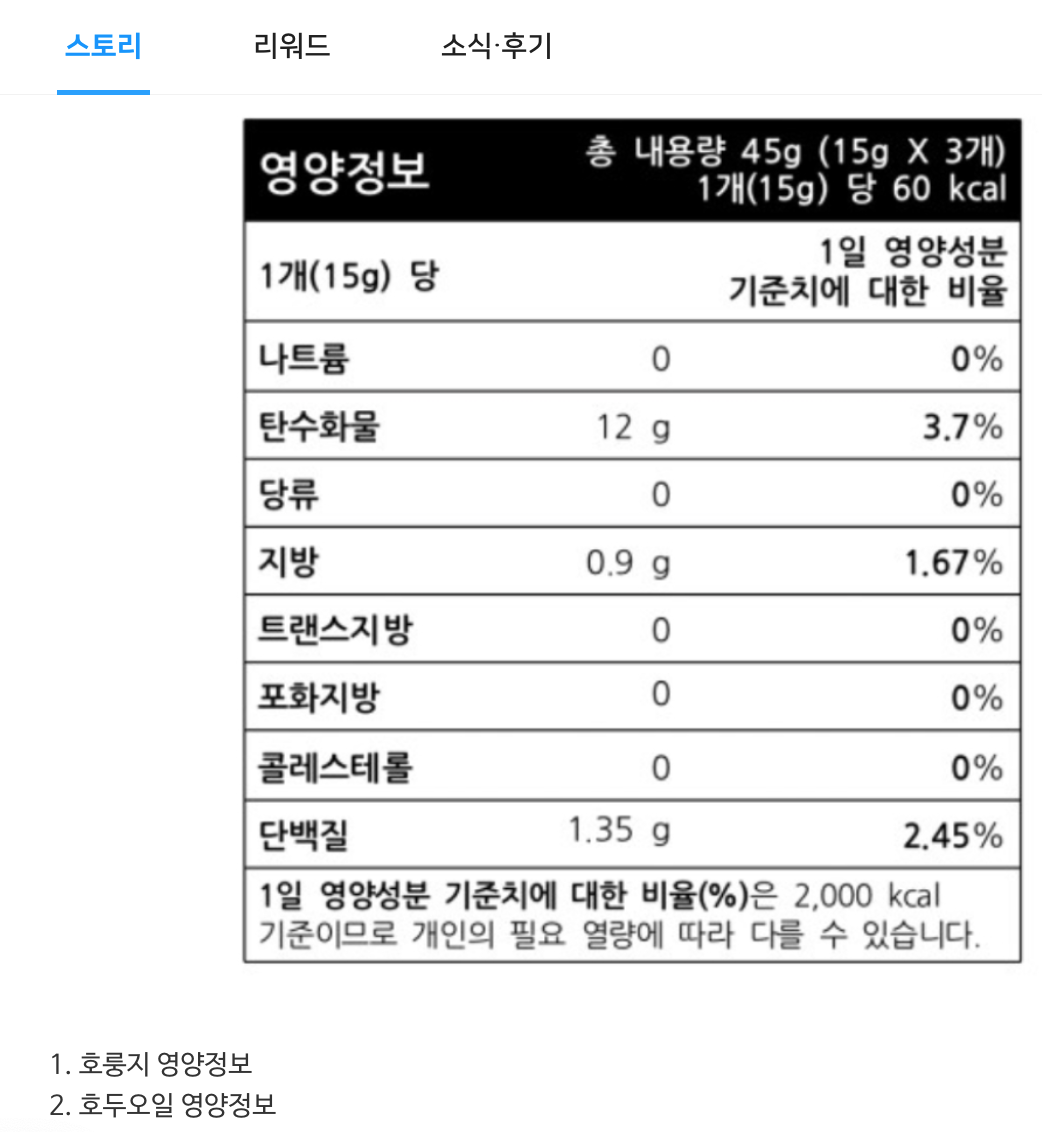 스토리 리워드 소식·후기
영양정보
총 내용량 45g (15g X 3개)
1개(15g) 당 60 kcal
1개(15g) 당
1일 영양성분
기준치에 대한 비율
나트륨 0 0%
탄수화물 12 g 3.7%
당류 0 0%
지방 0.9 g 1.67%
트랜스지방 0 0%
포화지방 0 0%
콜레스테롤 0 0%
단백질 1.35 g 2.45%
1일 영양성분 기준치에 대한 비율(%)은 2,000 kcal
기준이므로 개인의 필요 열량에 따라 다를 수 있습니다.
1. 호룽지 영양정보
2. 호두오일 영양정보